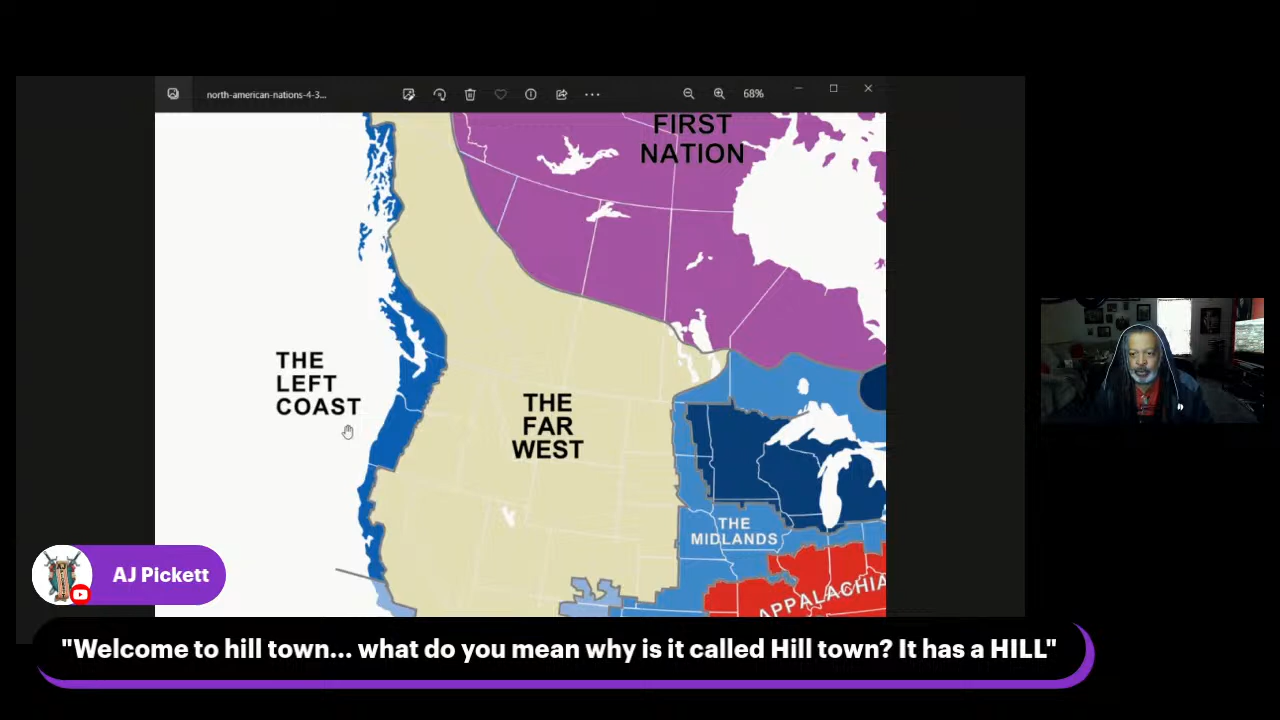 north-american-nations-4-3...
68%
FIRST
NATION
THE
LEFT
COAST
THE
FAR
WEST
THE
MIDLANDS
APPALACHIA
AJ Pickett
"Welcome to hill town... what do you mean why is it called Hill town? It has a HILL"